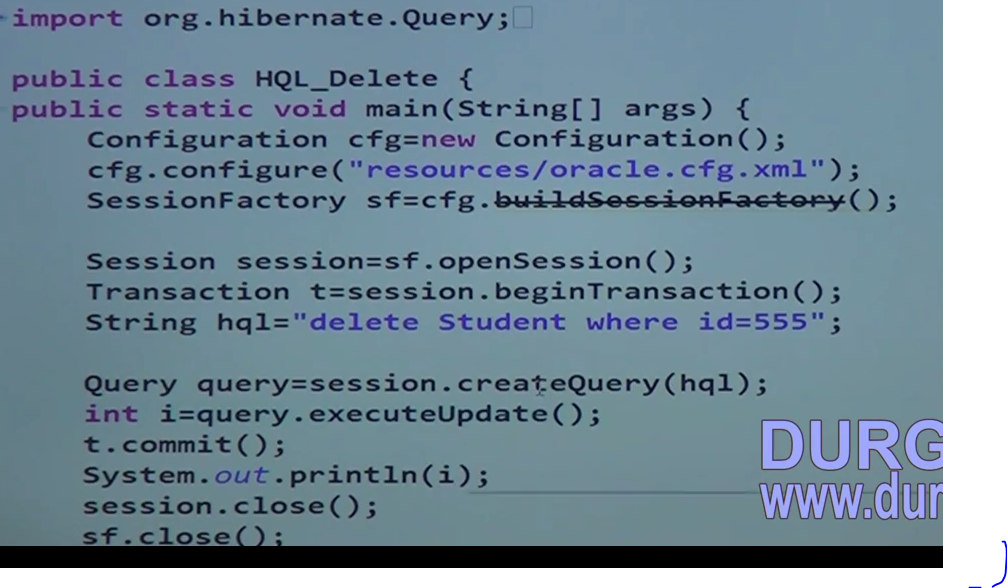 import org.hibernate.Query;
public class HQL_Delete {
public static void main(String[] args) {
Configuration cfg=new Configuration();
cfg.configure("resources/oracle.cfg.xml");
SessionFactory sf=cfg.buildSessionFactory();
Session session=sf.openSession();
Transaction t=session.beginTransaction();
String hql="delete Student where id=555";
Query query=session.createQuery(hql);
int i=query.executeUpdate();
t.commit();
System.out.println(i);
session.close();
sf.close();
DURG
www.dur